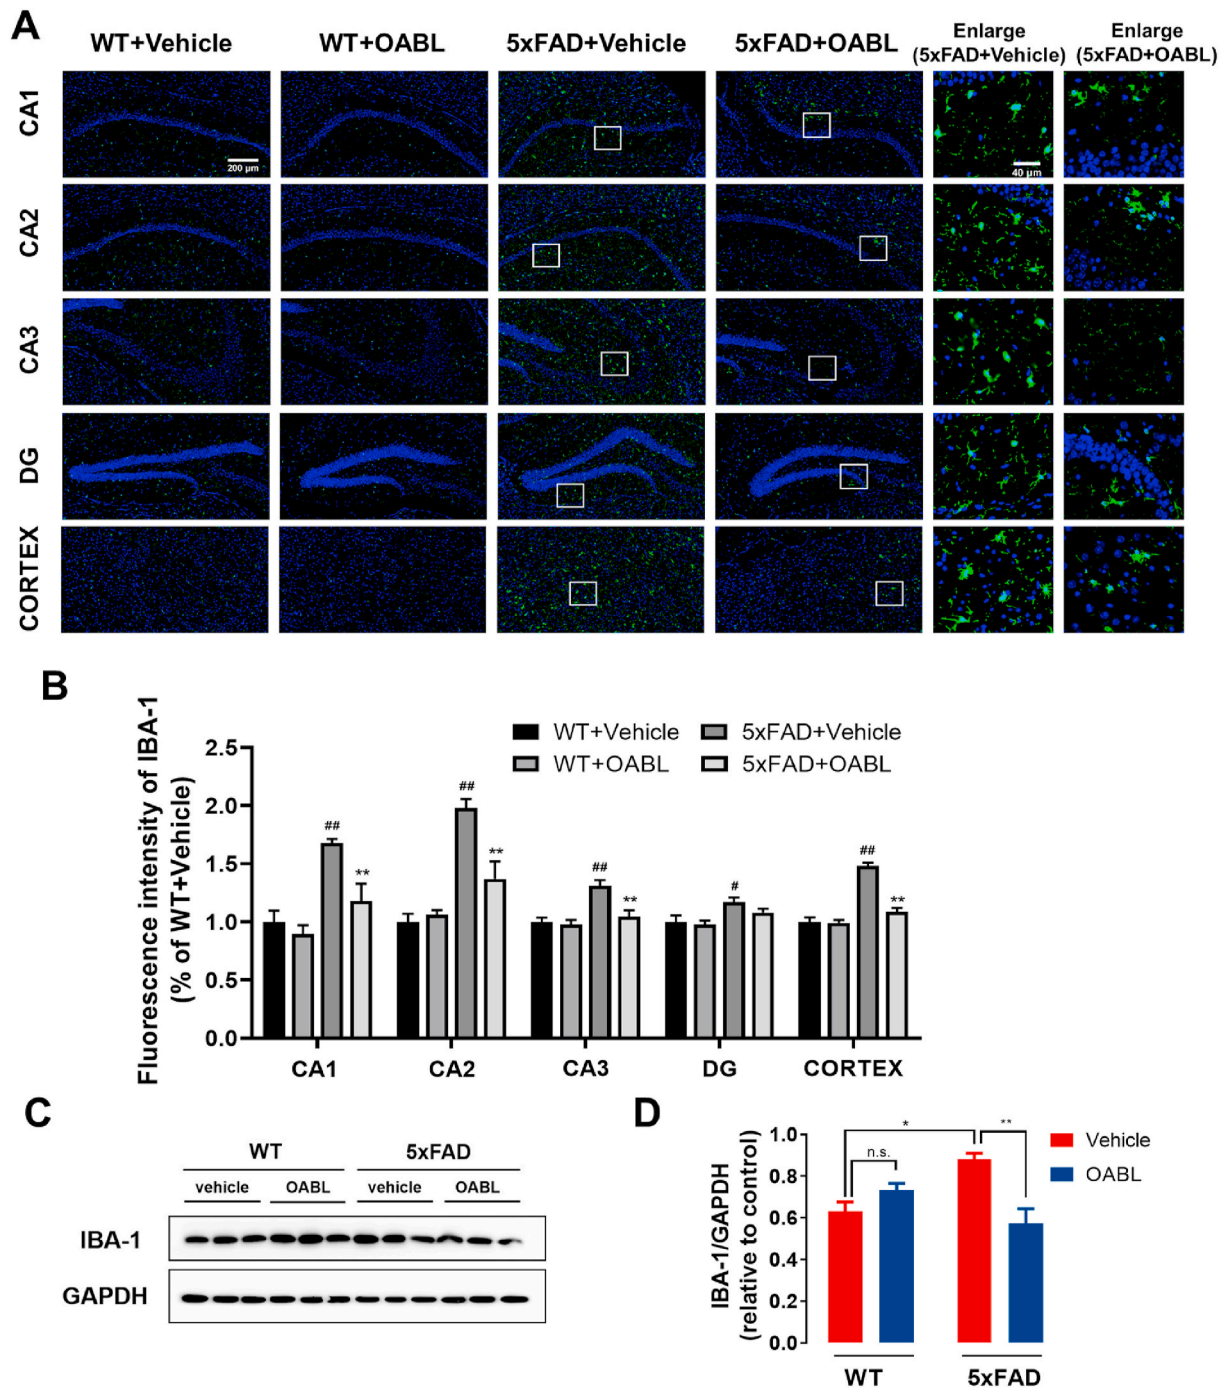 A
WT+Vehicle
WT+OABL
5xFAD+Vehicle
5xFAD+OABL
Enlarge
(5xFAD+Vehicle)
Enlarge
(5xFAD+OABL)
CA1
200 μm
40 μm
CA2
CA3
DG
CORTEX
B
Fluorescence intensity of IBA-1
(% of WT+Vehicle)
WT+Vehicle
5xFAD+Vehicle
WT+OABL
5xFAD+OABL
2.5
2.0
1.5
1.0
0.5
0.0
##
**
##
**
##
**
#
##
**
CA1
CA2
CA3
DG
CORTEX
C
WT
5xFAD
vehicle
OABL
vehicle
OABL
IBA-1
GAPDH
D
IBA-1/GAPDH
(relative to control)
1.0
0.8
0.6
0.4
0.2
0.0
*
**
n.s.
Vehicle
OABL
WT
5xFAD